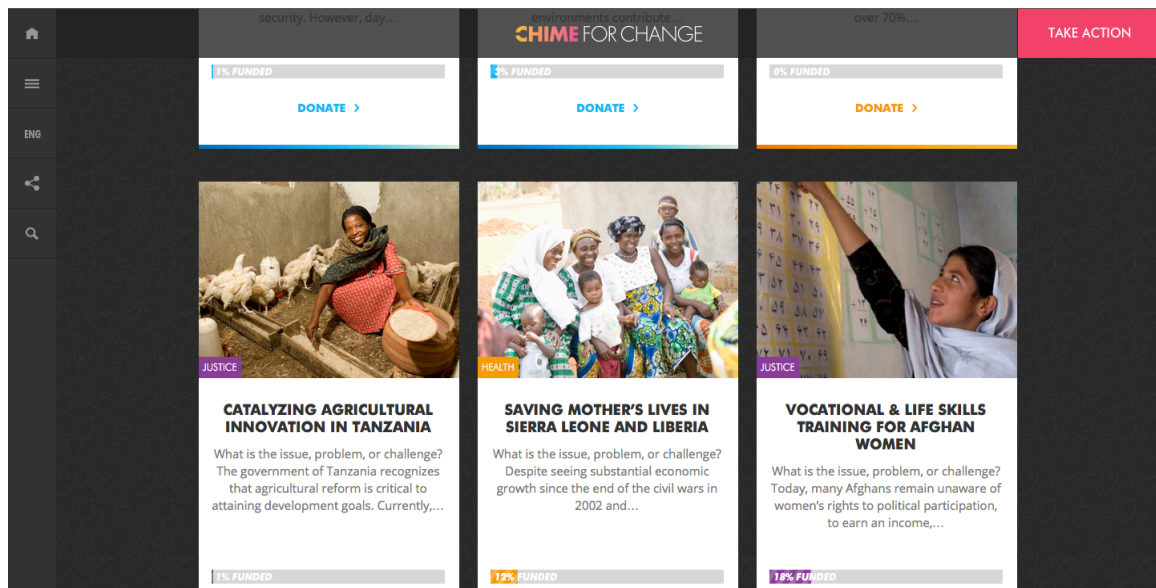 security. However, day…
environments contribute…
over 70%…
CHIME FOR CHANGE
TAKE ACTION
ENG
1% FUNDED
3% FUNDED
0% FUNDED
DONATE >
DONATE >
DONATE >
JUSTICE
HEALTH
JUSTICE
CATALYZING AGRICULTURAL
INNOVATION IN TANZANIA
What is the issue, problem, or challenge?
The government of Tanzania recognizes
that agricultural reform is critical to
attaining development goals. Currently,…
1% FUNDED
SAVING MOTHER'S LIVES IN
SIERRA LEONE AND LIBERIA
What is the issue, problem, or challenge?
Despite seeing substantial economic
growth since the end of the civil wars in
2002 and…
12% FUNDED
VOCATIONAL & LIFE SKILLS
TRAINING FOR AFGHAN
WOMEN
What is the issue, problem, or challenge?
Today, many Afghans remain unaware of
women's rights to political participation,
to earn an income,…
18% FUNDED